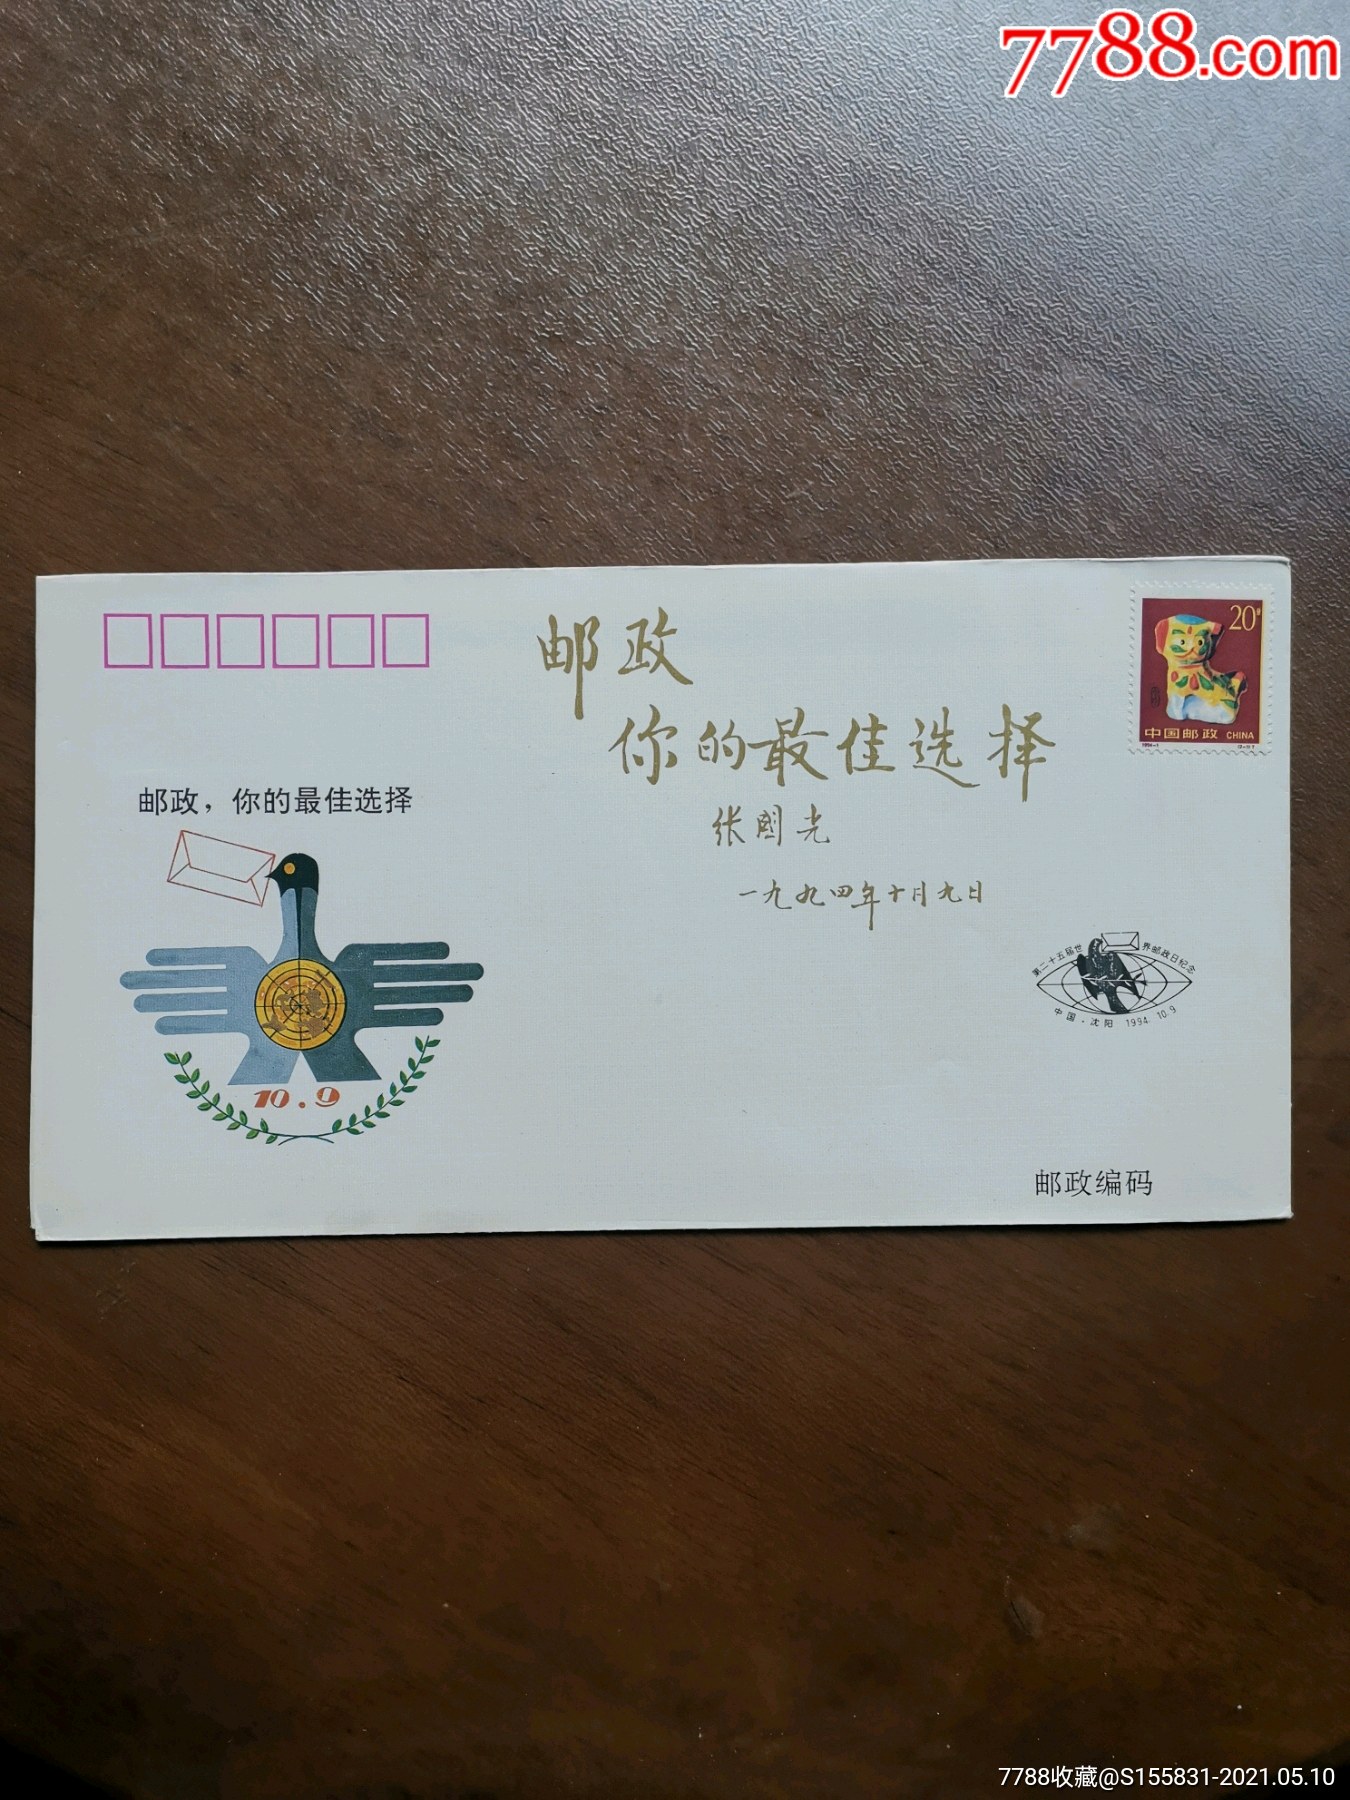 7788.com
邮政
你的最佳选择
张國光
一九九四年十月九日
20分
中国邮政 CHINA
1994-1
邮政，你的最佳选择
10.9
第二十五届世界邮政日纪念
中国·沈阳 1994.10.9
邮政编码
7788收藏@S155831-2021.05.10